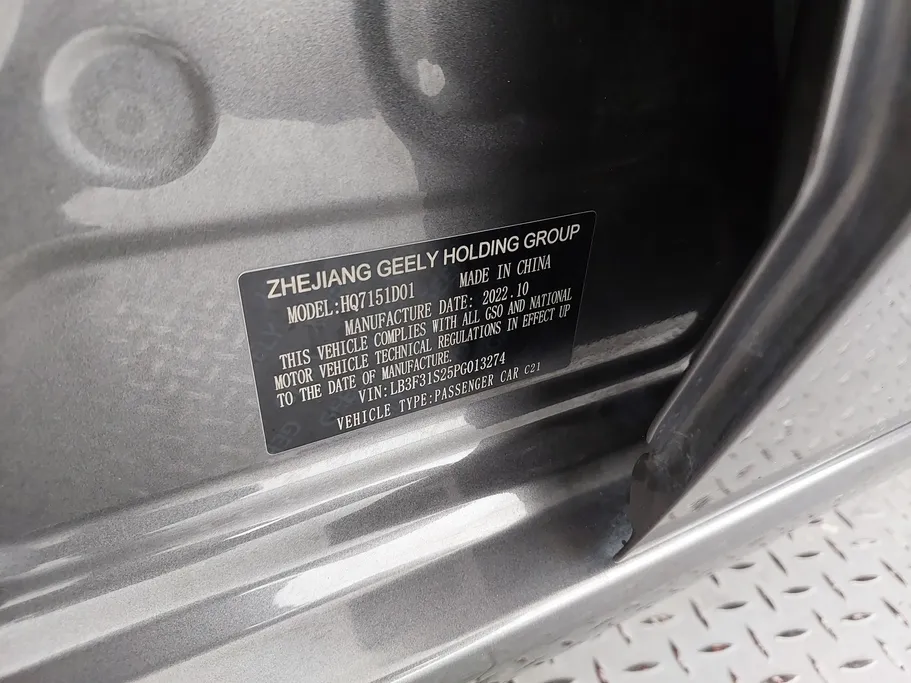 ZHEJIANG GEELY HOLDING GROUP
MODEL:HQ7151D01 MADE IN CHINA
MANUFACTURE DATE: 2022.10
THIS VEHICLE COMPLIES WITH ALL GSO AND NATIONAL
MOTOR VEHICLE TECHNICAL REGULATIONS IN EFFECT UP
TO THE DATE OF MANUFACTURE.
VIN:LB3F31S25PG013274
VEHICLE TYPE:PASSENGER CAR C21